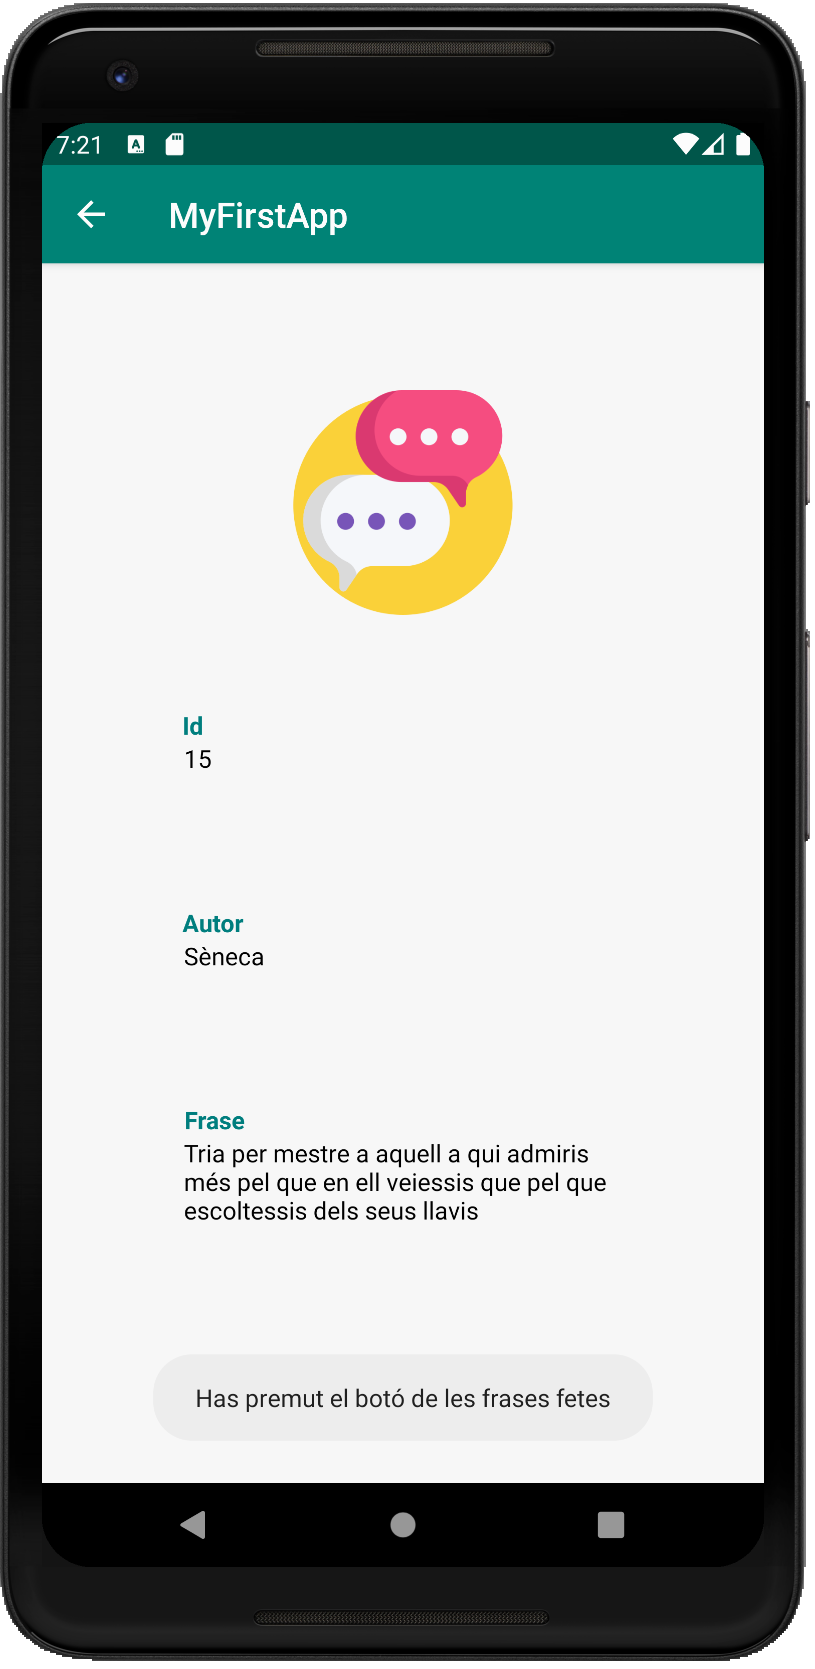 7:21
MyFirstApp
Id
15
Autor
Sèneca
Frase
Tria per mestre a aquell a qui admiris
més pel que en ell veiessis que pel que
escoltessis dels seus llavis
Has premut el botó de les frases fetes